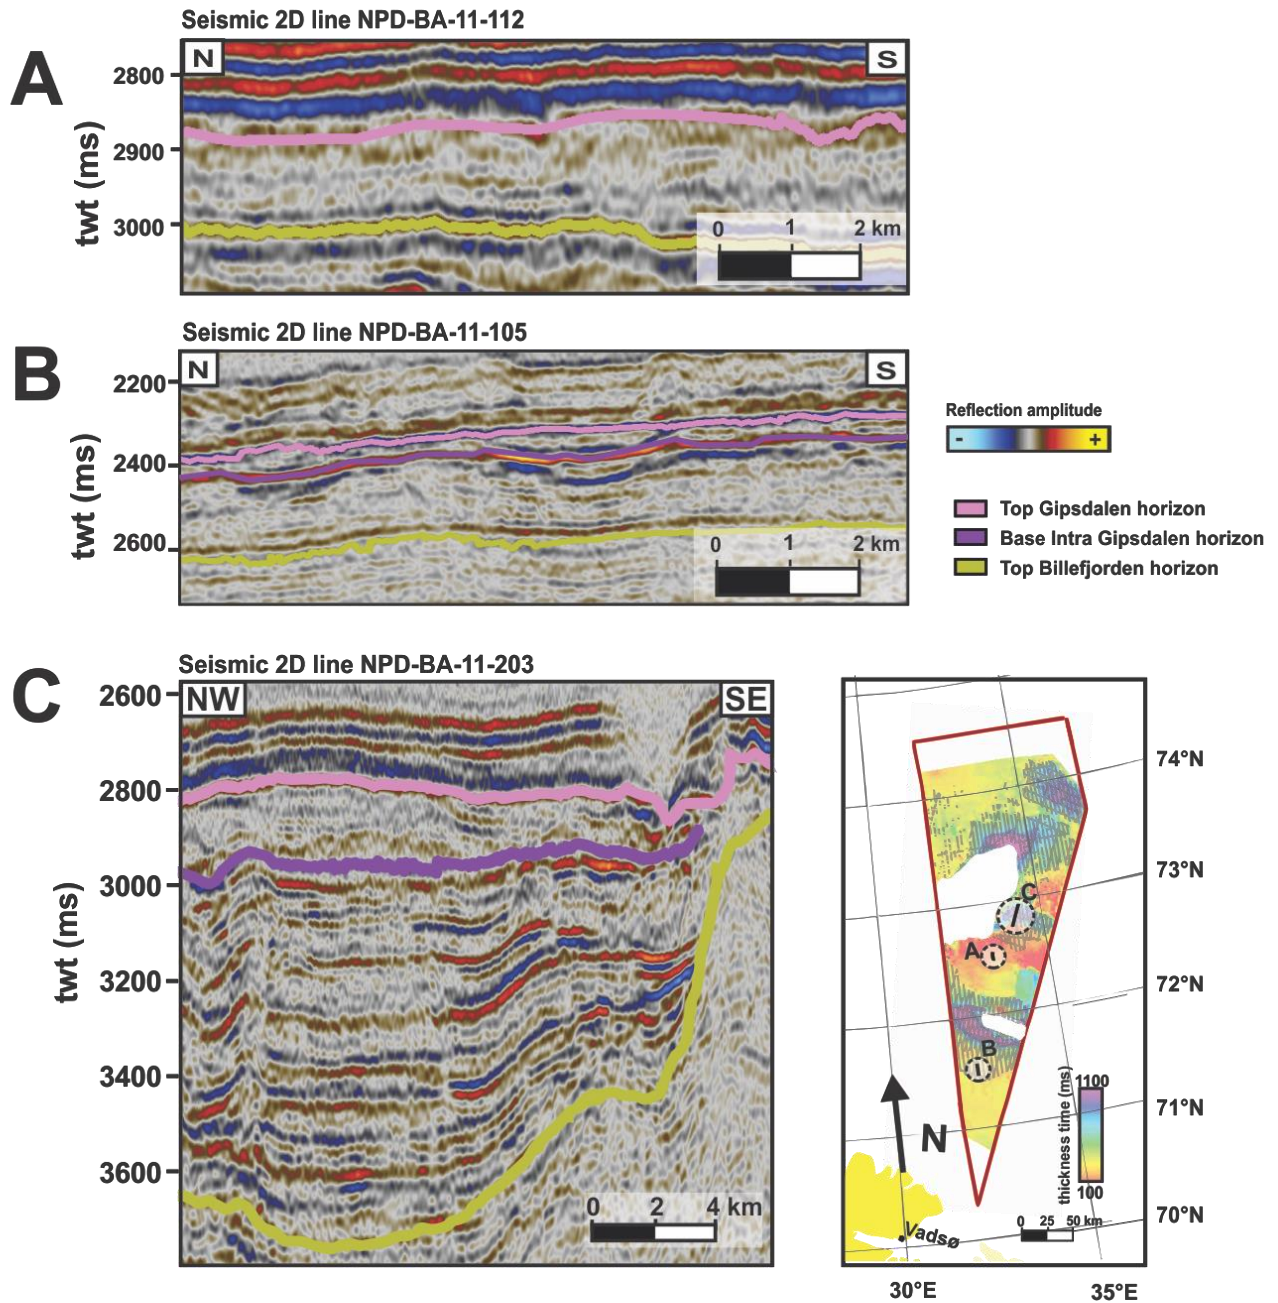 Seismic 2D line NPD-BA-11-112
A
N
S
2800
2900
3000
twt (ms)
0 1 2 km
Seismic 2D line NPD-BA-11-105
B
N
S
2200
2400
2600
twt (ms)
0 1 2 km
Reflection amplitude
- +
Top Gipsdalen horizon
Base Intra Gipsdalen horizon
Top Billefjorden horizon
Seismic 2D line NPD-BA-11-203
C
NW
SE
2600
2800
3000
3200
3400
3600
twt (ms)
0 2 4 km
74°N
73°N
72°N
71°N
70°N
C
A
B
N
1100
thickness time (ms)
100
0 25 50 km
Vadsø
30°E 35°E